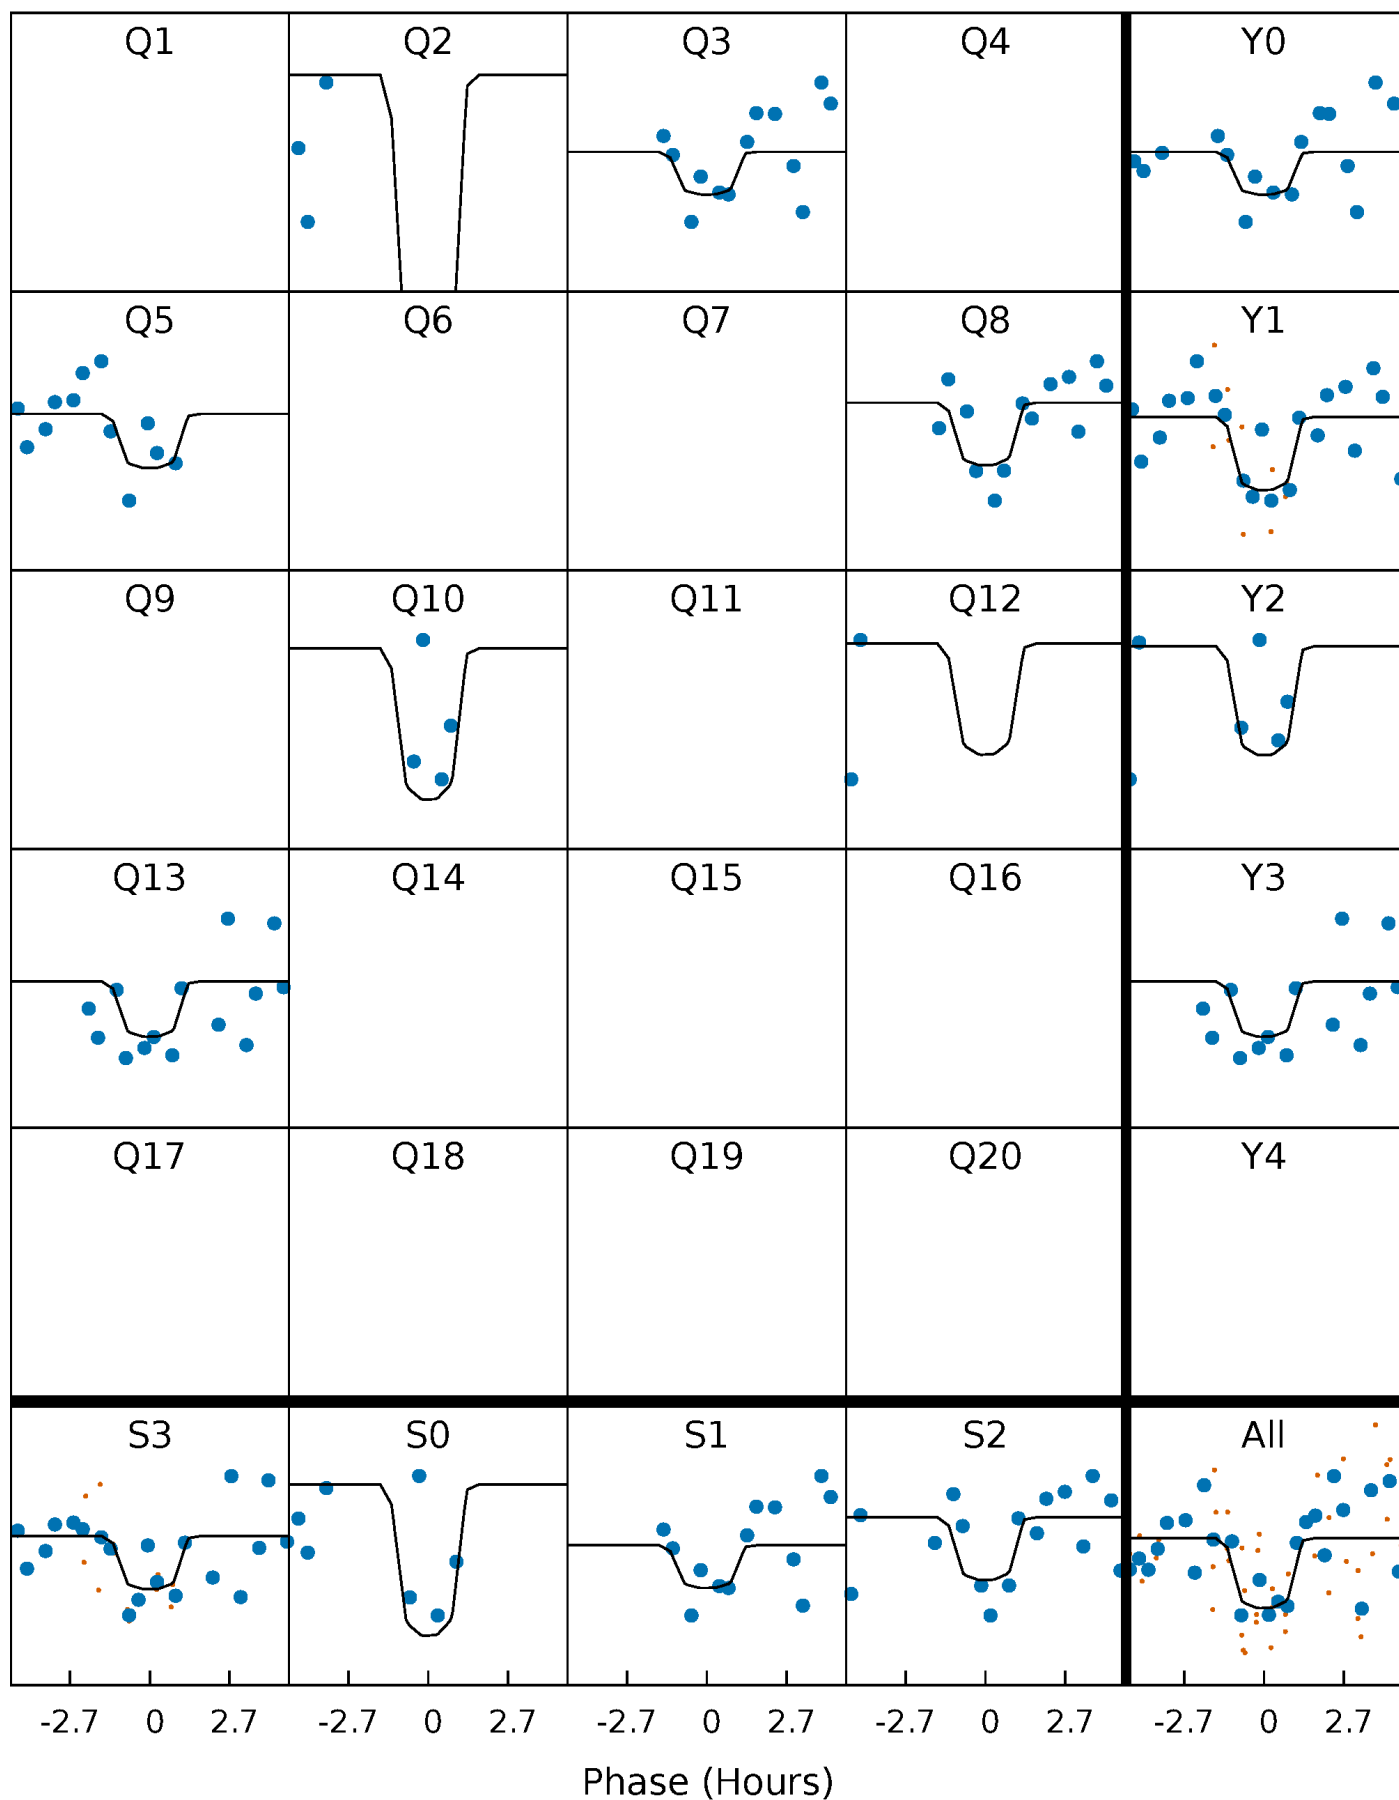 Q1 Q2 Q3 Q4 Y0
Q5 Q6 Q7 Q8 Y1
Q9 Q10 Q11 Q12 Y2
Q13 Q14 Q15 Q16 Y3
Q17 Q18 Q19 Q20 Y4
S3 S0 S1 S2 All
-2.7 0 2.7 -2.7 0 2.7 -2.7 0 2.7 -2.7 0 2.7 -2.7 0 2.7
Phase (Hours)